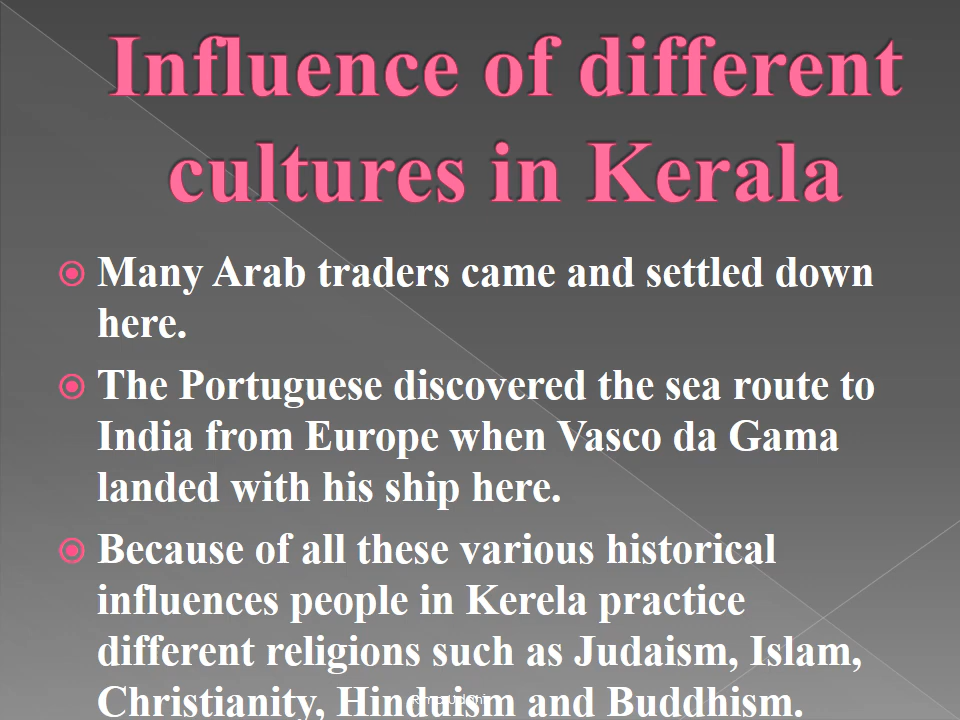 Influence of different
cultures in Kerala
Many Arab traders came and settled down
here.
The Portuguese discovered the sea route to
India from Europe when Vasco da Gama
landed with his ship here.
Because of all these various historical
influences people in Kerela practice
different religions such as Judaism, Islam,
Christianity, Hinduism and Buddhism.